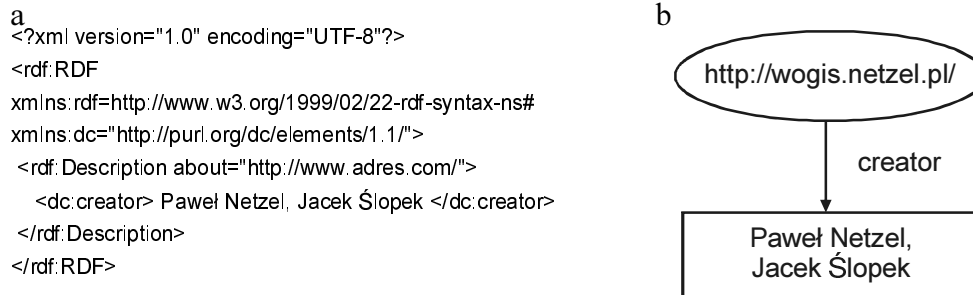 a
<?xml version="1.0" encoding="UTF-8"?>
<rdf:RDF
xmlns:rdf=http://www.w3.org/1999/02/22-rdf-syntax-ns#
xmlns:dc="http://purl.org/dc/elements/1.1/">
<rdf:Description about="http://www.adres.com/">
<dc:creator> Paweł Netzel, Jacek Ślopek </dc:creator>
</rdf:Description>
</rdf:RDF>
b
http://wogis.netzel.pl/
creator
Paweł Netzel,
Jacek Ślopek